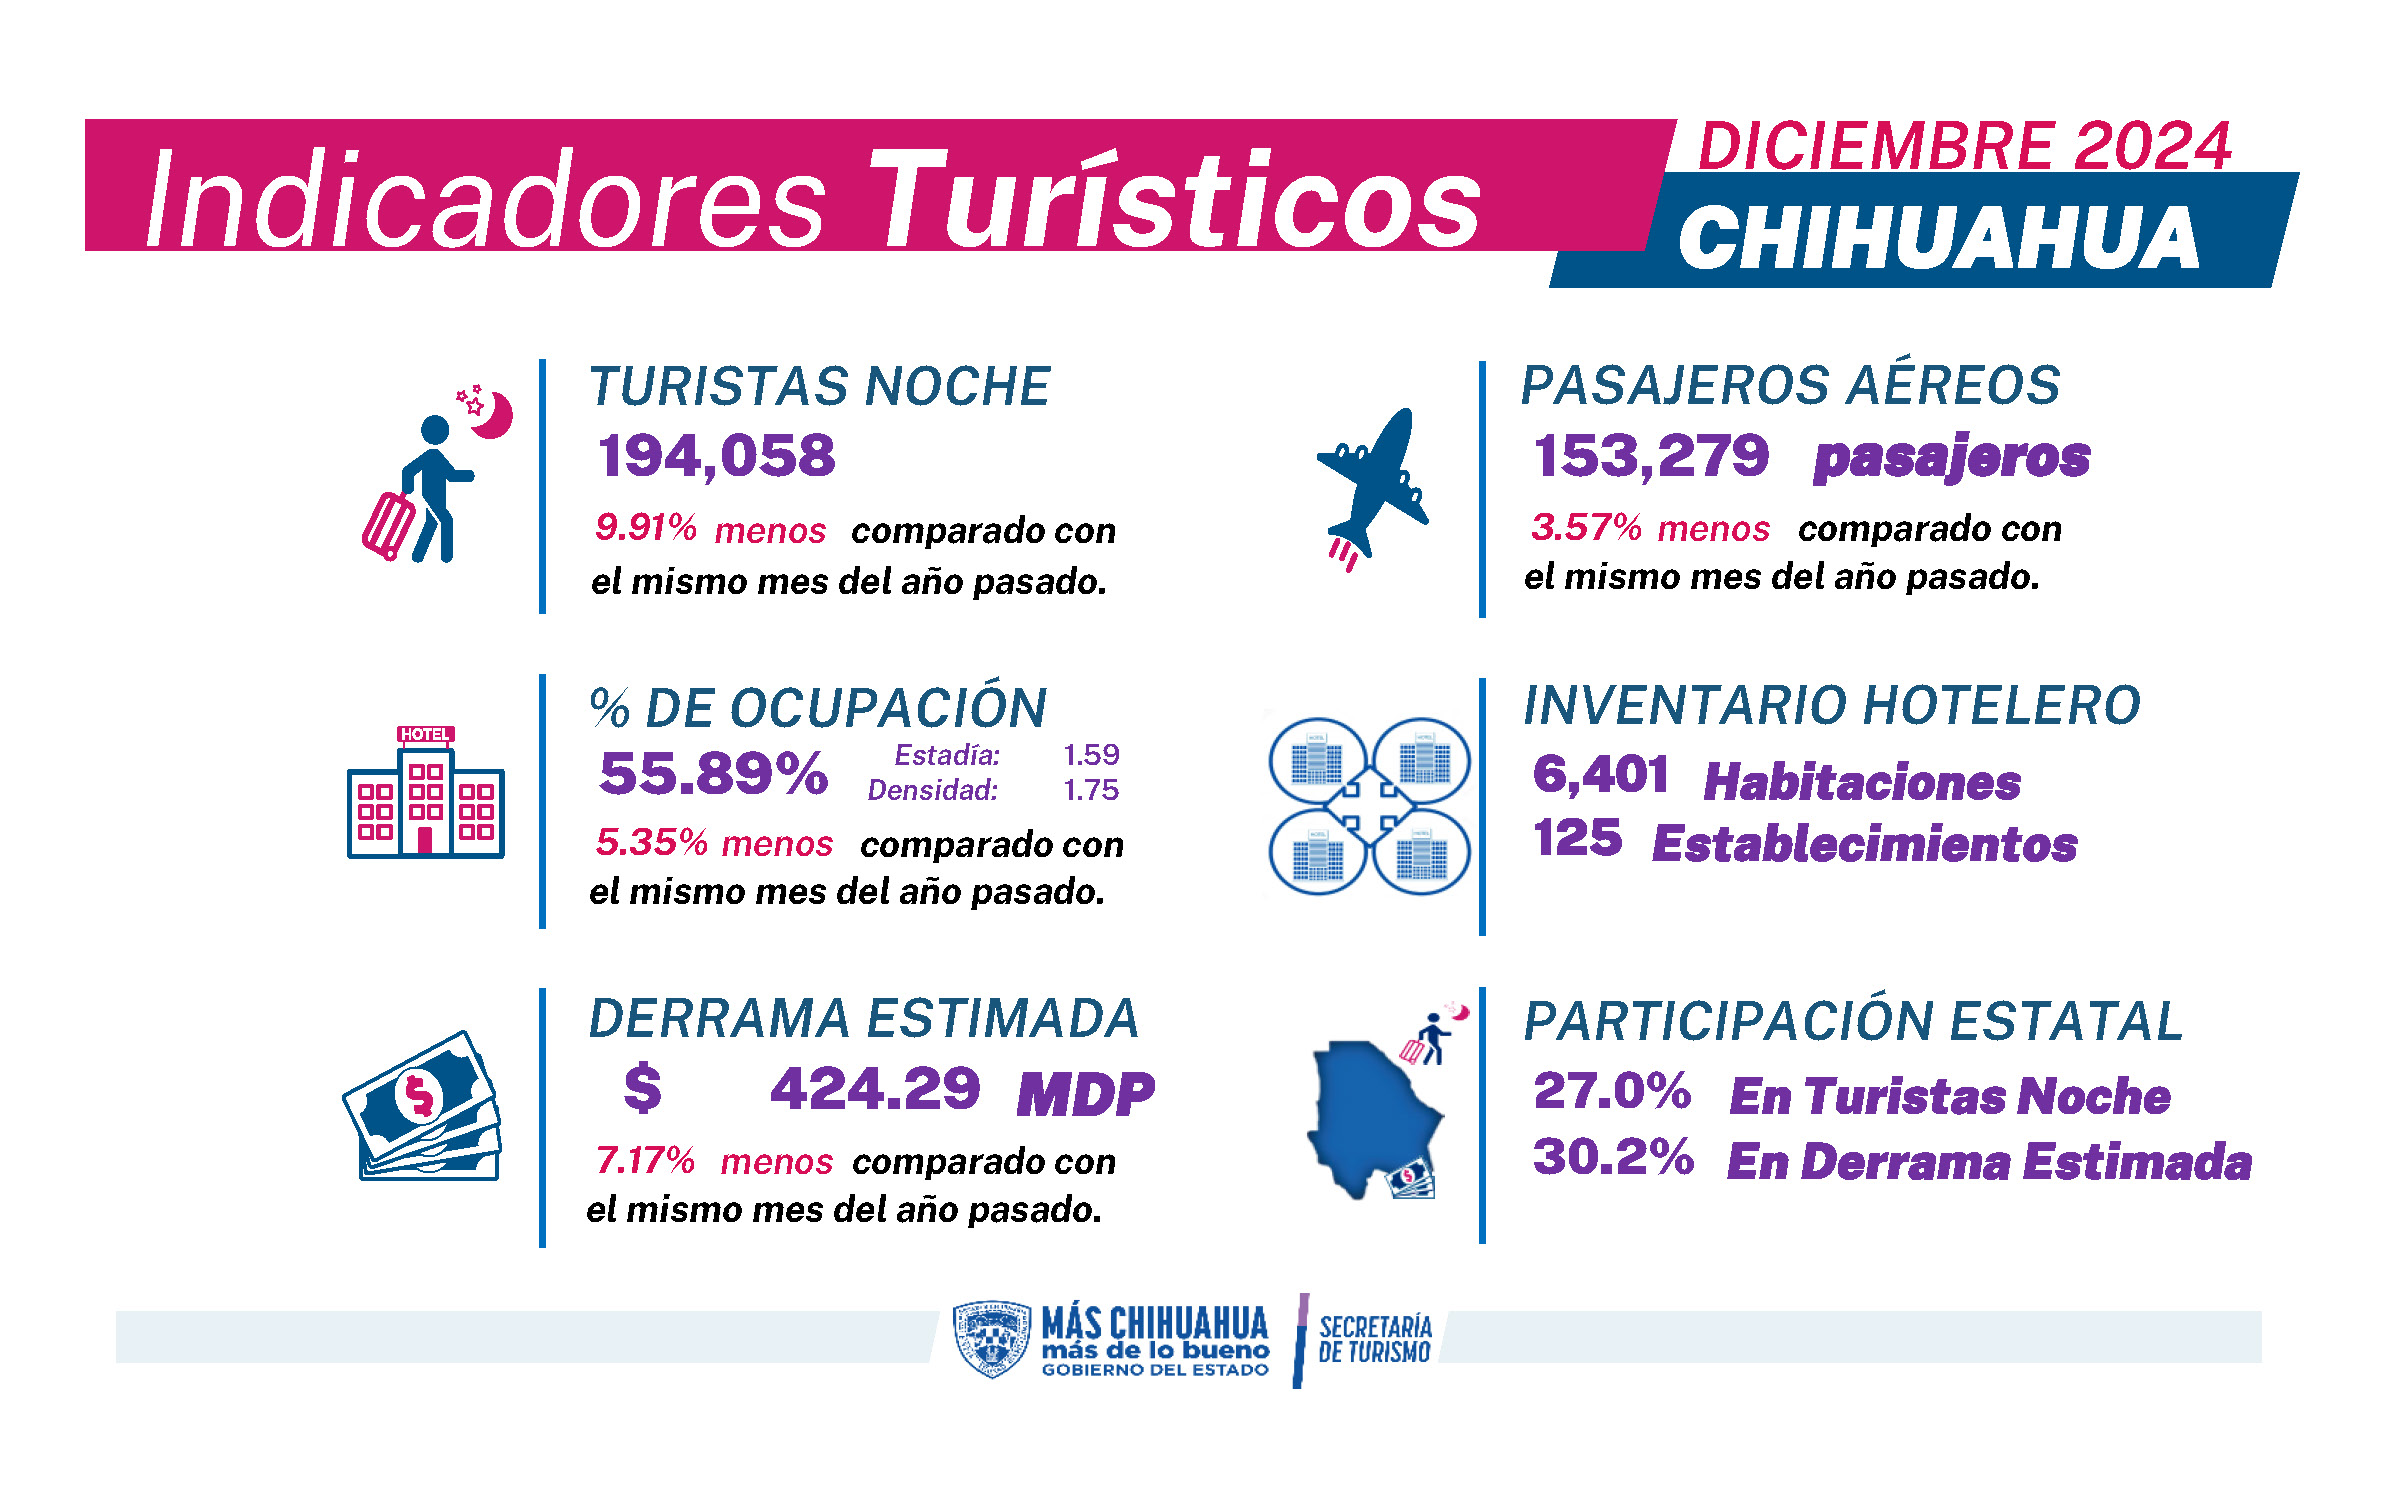 Indicadores Turísticos
DICIEMBRE 2024
CHIHUAHUA
TURISTAS NOCHE
194,058
9.91% menos comparado con
el mismo mes del año pasado.
PASAJEROS AÉREOS
153,279 pasajeros
3.57% menos comparado con
el mismo mes del año pasado.
HOTEL
% DE OCUPACIÓN
55.89%
Estadía: 1.59
Densidad: 1.75
5.35% menos comparado con
el mismo mes del año pasado.
INVENTARIO HOTELERO
6,401 Habitaciones
125 Establecimientos
DERRAMA ESTIMADA
$ 424.29 MDP
7.17% menos comparado con
el mismo mes del año pasado.
PARTICIPACIÓN ESTATAL
27.0% En Turistas Noche
30.2% En Derrama Estimada
MÁS CHIHUAHUA
más de lo bueno
GOBIERNO DEL ESTADO
SECRETARÍA
DE TURISMO